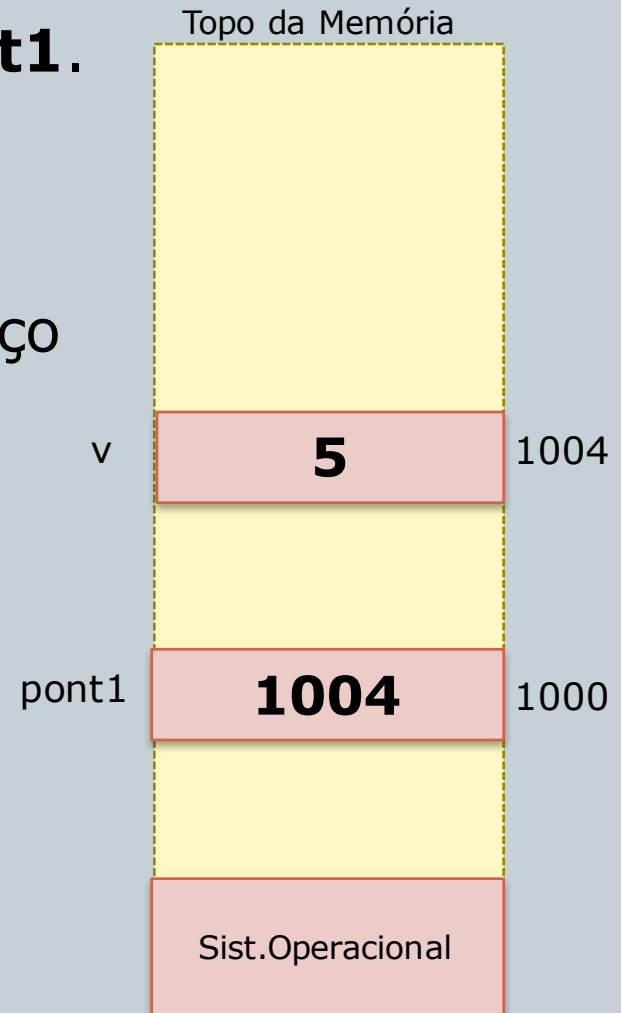 Topo da Memória
t1.
ço
v 5 1004
pont1 1004 1000
Sist.Operacional